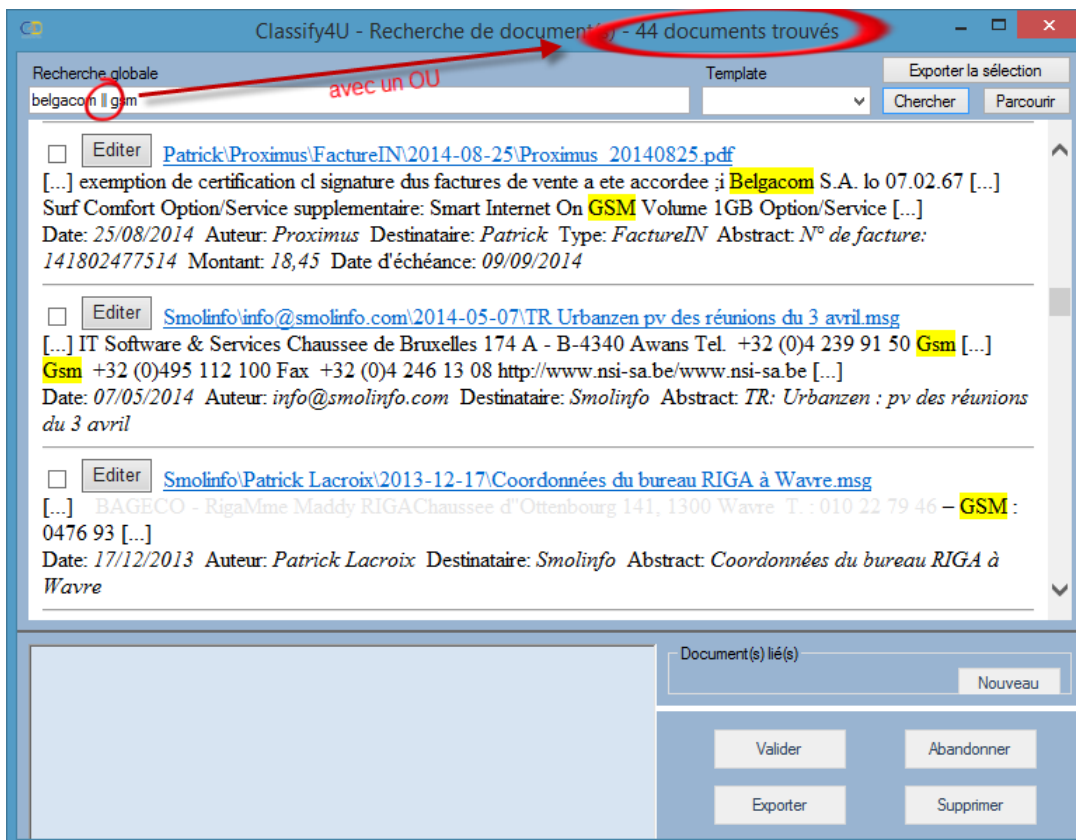 CD Classify4U - Recherche de document(s) - 44 documents trouvés
Recherche globale
Template
Exporter la sélection
avec un OU
belgacom || gsm
Chercher
Parcourir
Editer Patrick\Proximus\FactureIN\2014-08-25\Proximus_20140825.pdf
[...] exemption de certification cl signature dus factures de vente a ete accordee ;i Belgacom S.A. lo 07.02.67 [...]
Surf Comfort Option/Service supplementaire: Smart Internet On GSM Volume 1GB Option/Service [...]
Date: 25/08/2014 Auteur: Proximus Destinataire: Patrick Type: FactureIN Abstract: N° de facture:
141802477514 Montant: 18,45 Date d'échéance: 09/09/2014
Editer Smolinfo\info@smolinfo.com\2014-05-07\TR Urbanzen pv des réunions du 3 avril.msg
[...] IT Software & Services Chaussee de Bruxelles 174 A - B-4340 Awans Tel. +32 (0)4 239 91 50 Gsm [...]
Gsm +32 (0)495 112 100 Fax +32 (0)4 246 13 08 http://www.nsi-sa.be/www.nsi-sa.be [...]
Date: 07/05/2014 Auteur: info@smolinfo.com Destinataire: Smolinfo Abstract: TR: Urbanzen : pv des réunions
du 3 avril
Editer Smolinfo\Patrick Lacroix\2013-12-17\Coordonnées du bureau RIGA à Wavre.msg
[...] BAGECO - RigaMme Maddy RIGAChaussee d"Ottenbourg 141, 1300 Wavre T. : 010 22 79 46 – GSM :
0476 93 [...]
Date: 17/12/2013 Auteur: Patrick Lacroix Destinataire: Smolinfo Abstract: Coordonnées du bureau RIGA à
Wavre
Document(s) lié(s)
Nouveau
Valider
Abandonner
Exporter
Supprimer